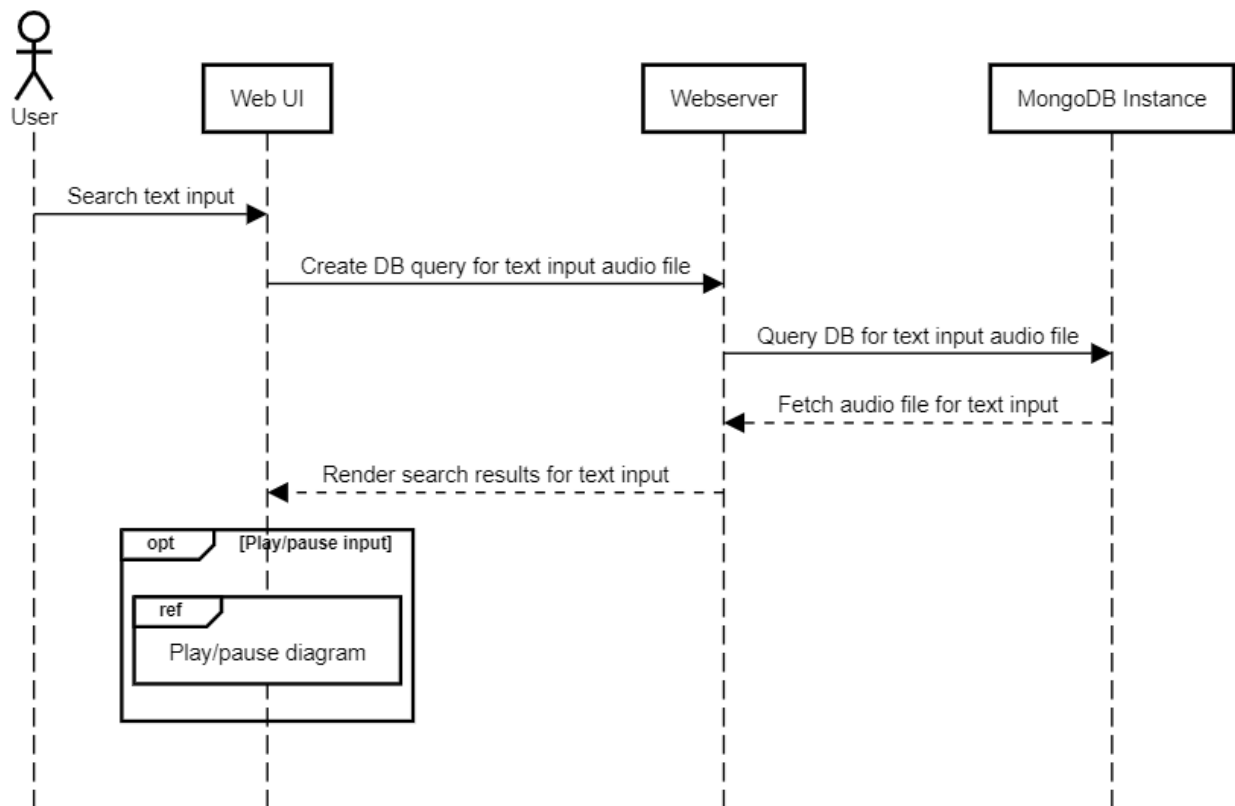 User
Web UI
Webserver
MongoDB Instance
Search text input
Create DB query for text input audio file
Query DB for text input audio file
Fetch audio file for text input
Render search results for text input
opt [Play/pause input]
ref
Play/pause diagram